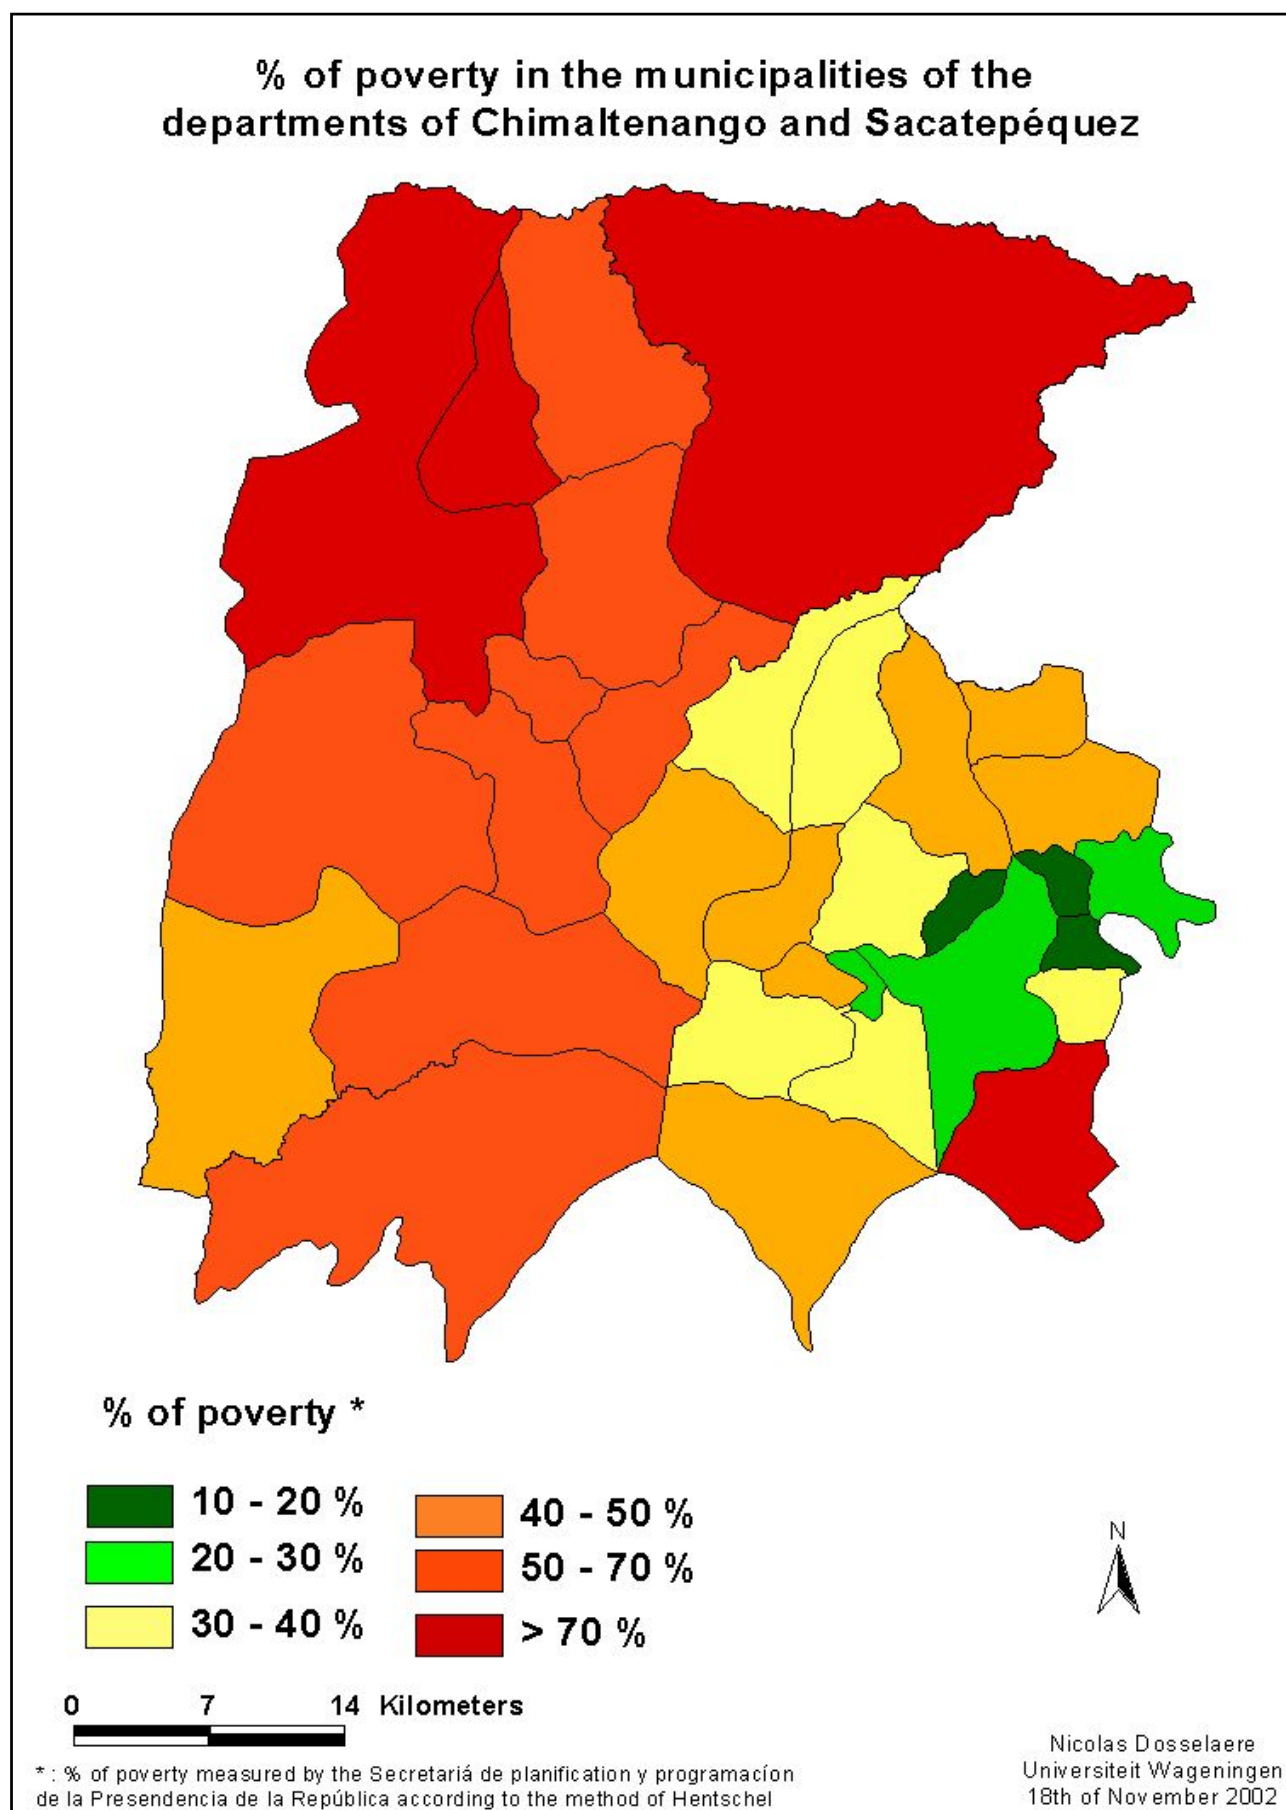 % of poverty in the municipalities of the
departments of Chimaltenango and Sacatepéquez
% of poverty *
10 - 20 %
20 - 30 %
30 - 40 %
40 - 50 %
50 - 70 %
> 70 %
N
0 7 14 Kilometers
* : % of poverty measured by the Secretariá de planification y programacíon
de la Presendencia de la República according to the method of Hentschel
Nicolas Dosselaere
Universiteit Wageningen
18th of November 2002